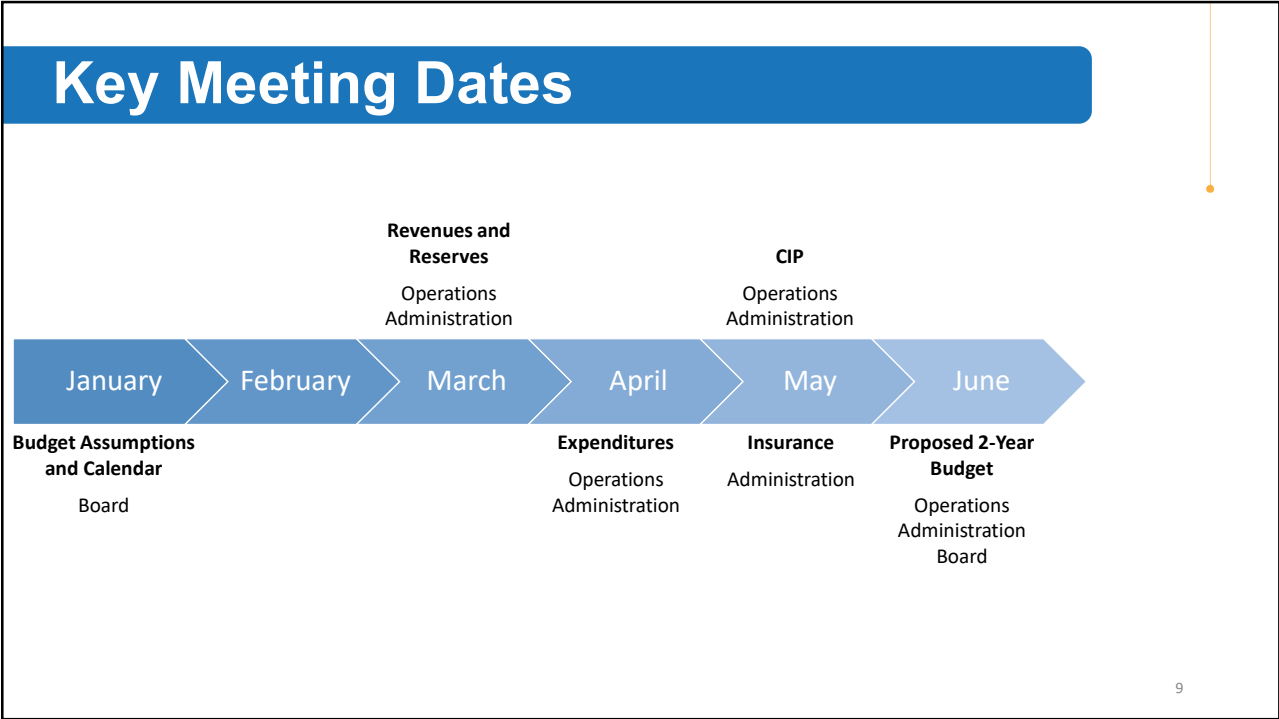 Key Meeting Dates
Revenues and
Reserves
Operations
Administration
CIP
Operations
Administration
January
February
March
April
May
June
Budget Assumptions
and Calendar
Board
Expenditures
Operations
Administration
Insurance
Administration
Proposed 2-Year
Budget
Operations
Administration
Board
9